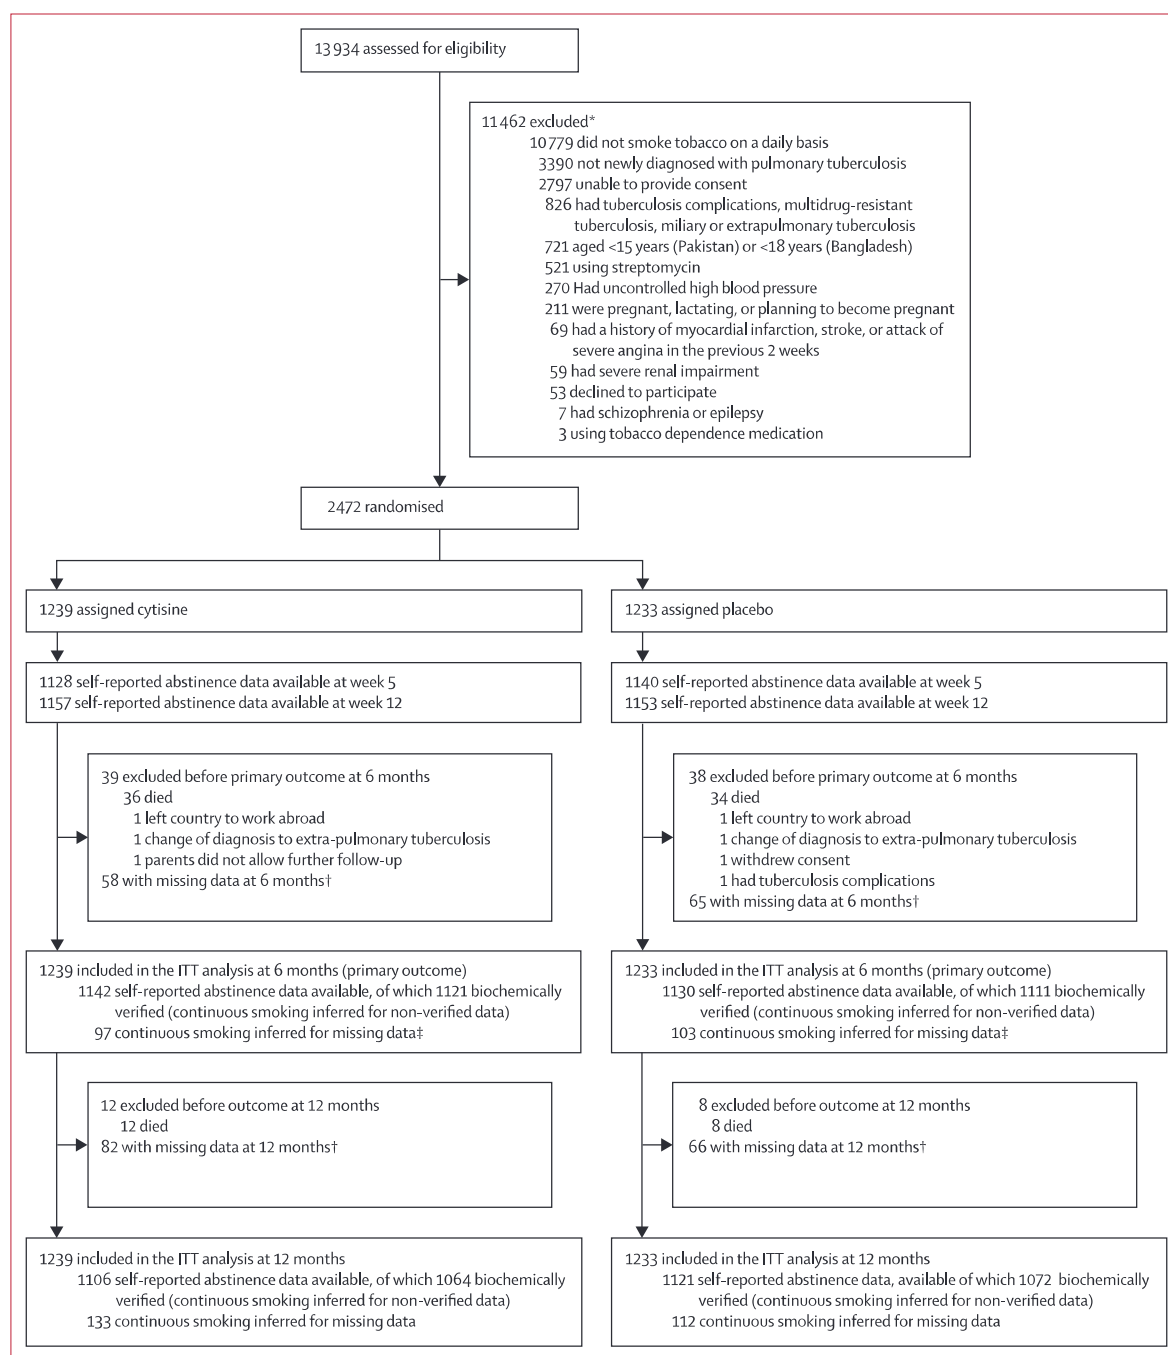 13 934 assessed for eligibility
11 462 excluded*
10 779 did not smoke tobacco on a daily basis
3390 not newly diagnosed with pulmonary tuberculosis
2797 unable to provide consent
826 had tuberculosis complications, multidrug-resistant
tuberculosis, miliary or extrapulmonary tuberculosis
721 aged <15 years (Pakistan) or <18 years (Bangladesh)
521 using streptomycin
270 Had uncontrolled high blood pressure
211 were pregnant, lactating, or planning to become pregnant
69 had a history of myocardial infarction, stroke, or attack of
severe angina in the previous 2 weeks
59 had severe renal impairment
53 declined to participate
7 had schizophrenia or epilepsy
3 using tobacco dependence medication
2472 randomised
1239 assigned cytisine
1128 self-reported abstinence data available at week 5
1157 self-reported abstinence data available at week 12
39 excluded before primary outcome at 6 months
36 died
1 left country to work abroad
1 change of diagnosis to extra-pulmonary tuberculosis
1 parents did not allow further follow-up
58 with missing data at 6 months†
1239 included in the ITT analysis at 6 months (primary outcome)
1142 self-reported abstinence data available, of which 1121 biochemically
verified (continuous smoking inferred for non-verified data)
97 continuous smoking inferred for missing data‡
12 excluded before outcome at 12 months
12 died
82 with missing data at 12 months†
1239 included in the ITT analysis at 12 months
1106 self-reported abstinence data available, of which 1064 biochemically
verified (continuous smoking inferred for non-verified data)
133 continuous smoking inferred for missing data
1233 assigned placebo
1140 self-reported abstinence data available at week 5
1153 self-reported abstinence data available at week 12
38 excluded before primary outcome at 6 months
34 died
1 left country to work abroad
1 change of diagnosis to extra-pulmonary tuberculosis
1 withdrew consent
1 had tuberculosis complications
65 with missing data at 6 months†
1233 included in the ITT analysis at 6 months (primary outcome)
1130 self-reported abstinence data available, of which 1111 biochemically
verified (continuous smoking inferred for non-verified data)
103 continuous smoking inferred for missing data‡
8 excluded before outcome at 12 months
8 died
66 with missing data at 12 months†
1233 included in the ITT analysis at 12 months
1121 self-reported abstinence data, available of which 1072 biochemically
verified (continuous smoking inferred for non-verified data)
112 continuous smoking inferred for missing data